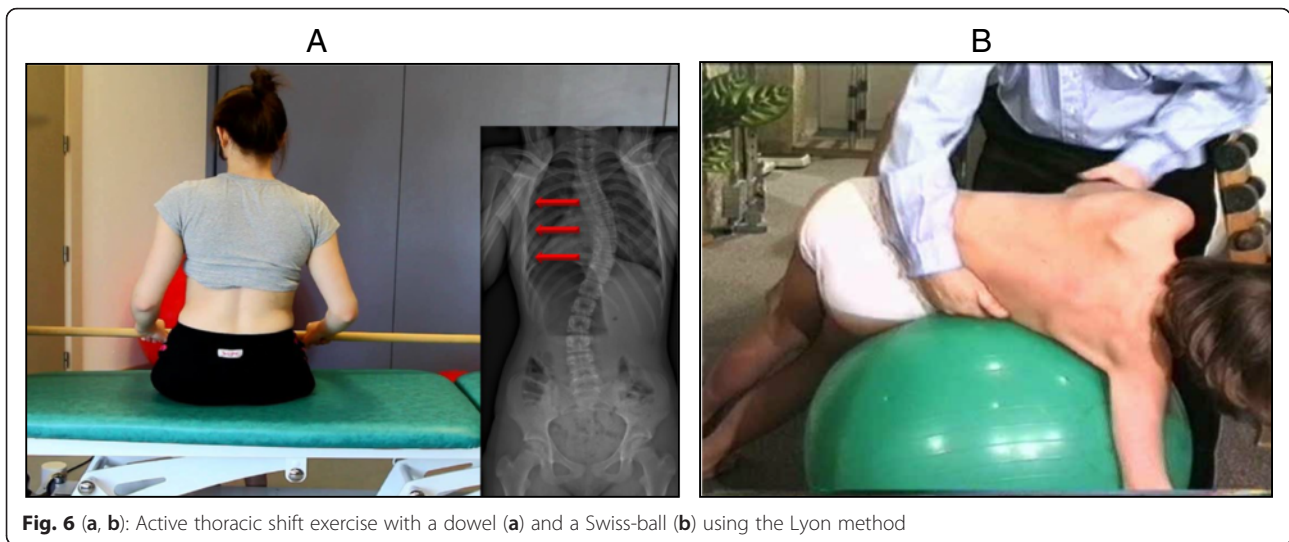 A
B
Fig. 6 (a, b): Active thoracic shift exercise with a dowel (a) and a Swiss-ball (b) using the Lyon method